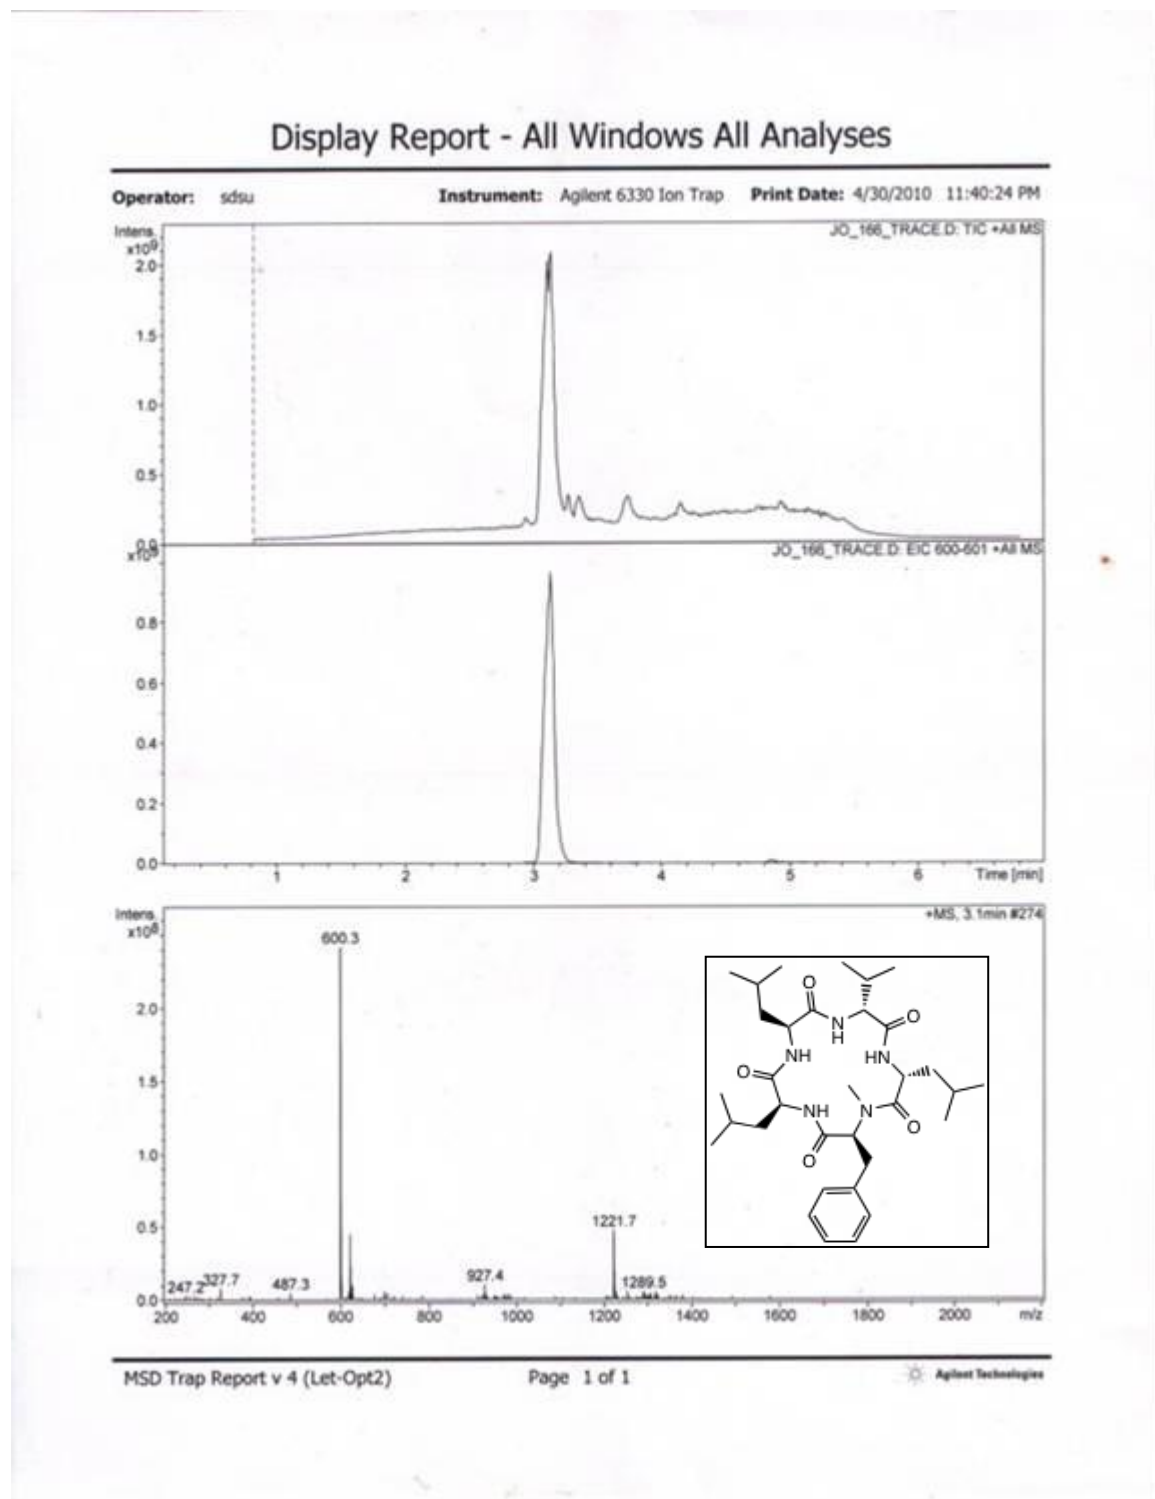 Display Report - All Windows All Analyses
Operator: sdsu Instrument: Agilent 6330 Ion Trap Print Date: 4/30/2010 11:40:24 PM
Intens.
x10⁹
JO_166_TRACE.D: TIC +All MS
2.0
1.5
1.0
0.5
0.0
JO_166_TRACE.D: EIC 600-601 +All MS
0.8
0.6
0.4
0.2
0.0
1 2 3 4 5 6 Time [min]
Intens.
x10⁸
+MS, 3.1min #274
600.3
2.0
1.5
1.0
0.5
1221.7
247.2 327.7 487.3 927.4 1289.5
0.0
200 400 600 800 1000 1200 1400 1600 1800 2000 m/z
O
N
H
O
NH
HN
O
NH
N
O
O
MSD Trap Report v 4 (Let-Opt2) Page 1 of 1 Agilent Technologies